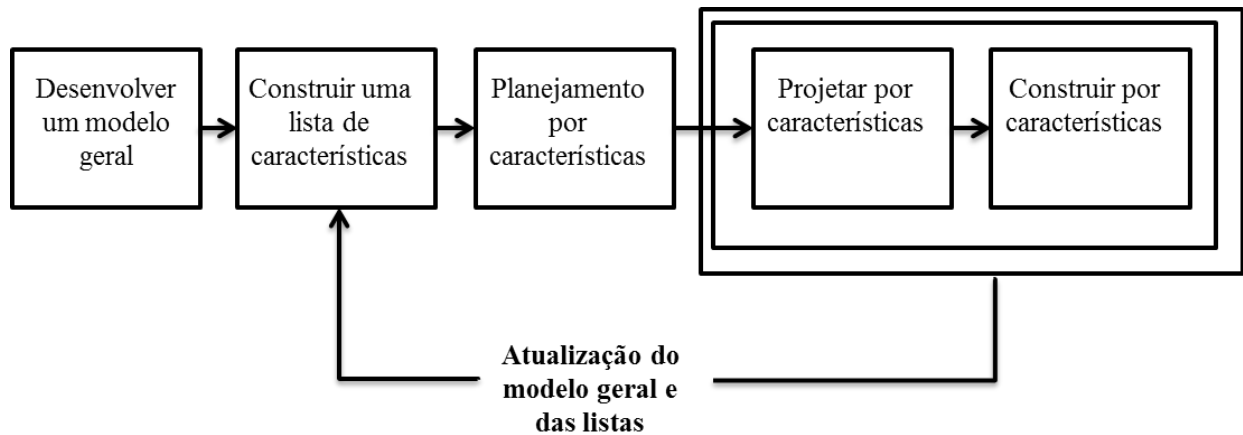 Desenvolver
um modelo
geral
Construir uma
lista de
características
Planejamento
por
características
Projetar por
características
Construir por
características
Atualização do
modelo geral e
das listas